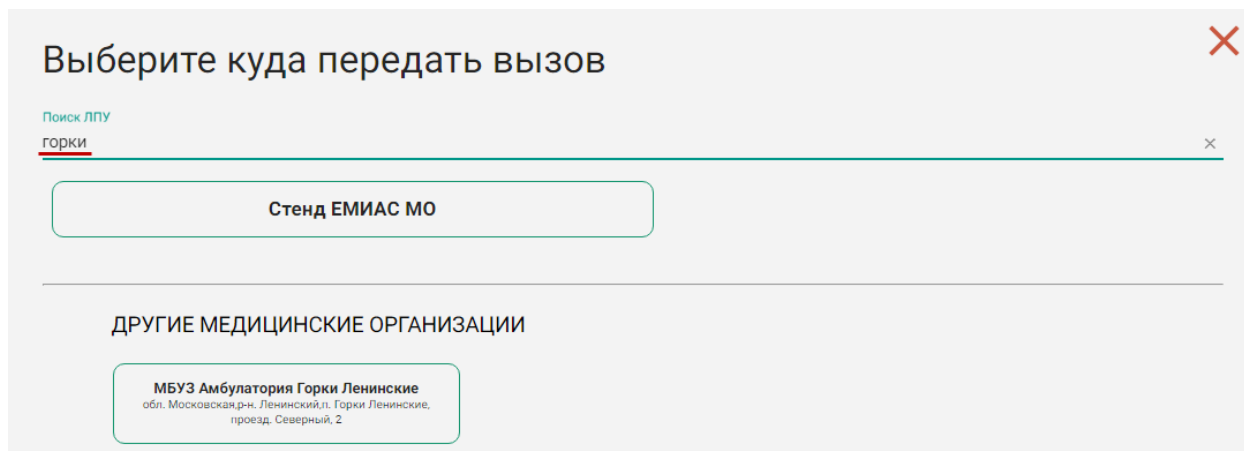 Выберите куда передать вызов
Поиск ЛПУ
горки
Стенд ЕМИАС МО
ДРУГИЕ МЕДИЦИНСКИЕ ОРГАНИЗАЦИИ
МБУЗ Амбулатория Горки Ленинские
обл. Московская,р-н. Ленинский,п. Горки Ленинские,
проезд. Северный, 2